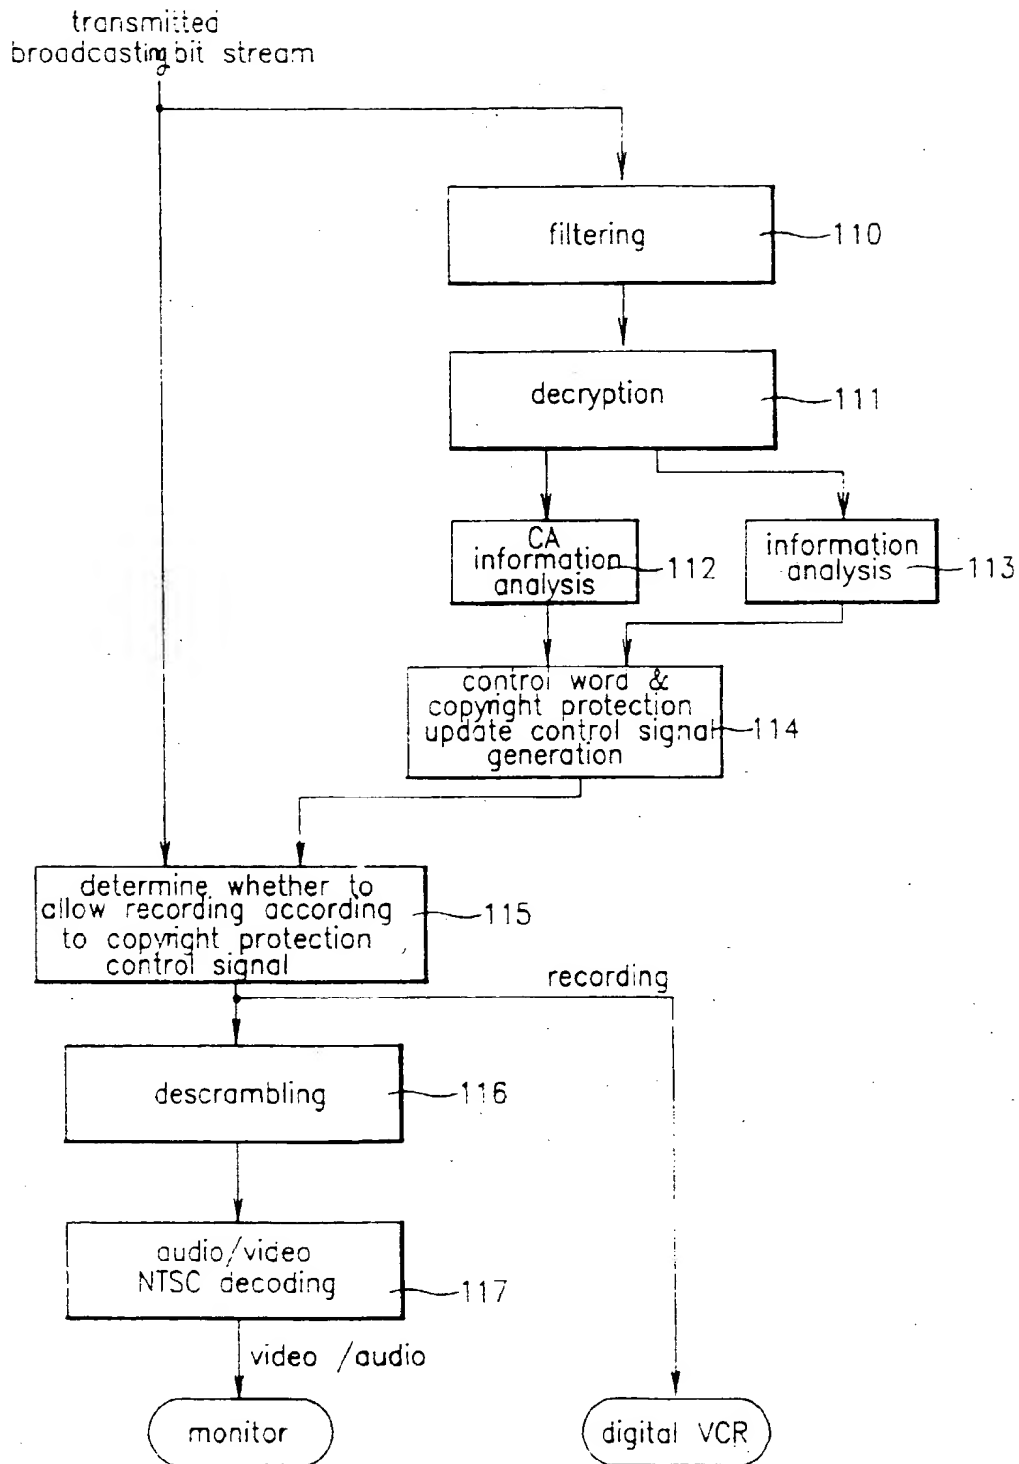 transmitted
broadcasting bit stream
filtering
110
decryption
111
CA
information
analysis
112
information
analysis
113
control word &
copyright protection
update control signal
generation
114
determine whether to
allow recording according
to copyright protection
control signal
115
recording
descrambling
116
audio/video
NTSC decoding
117
video /audio
monitor
digital VCR